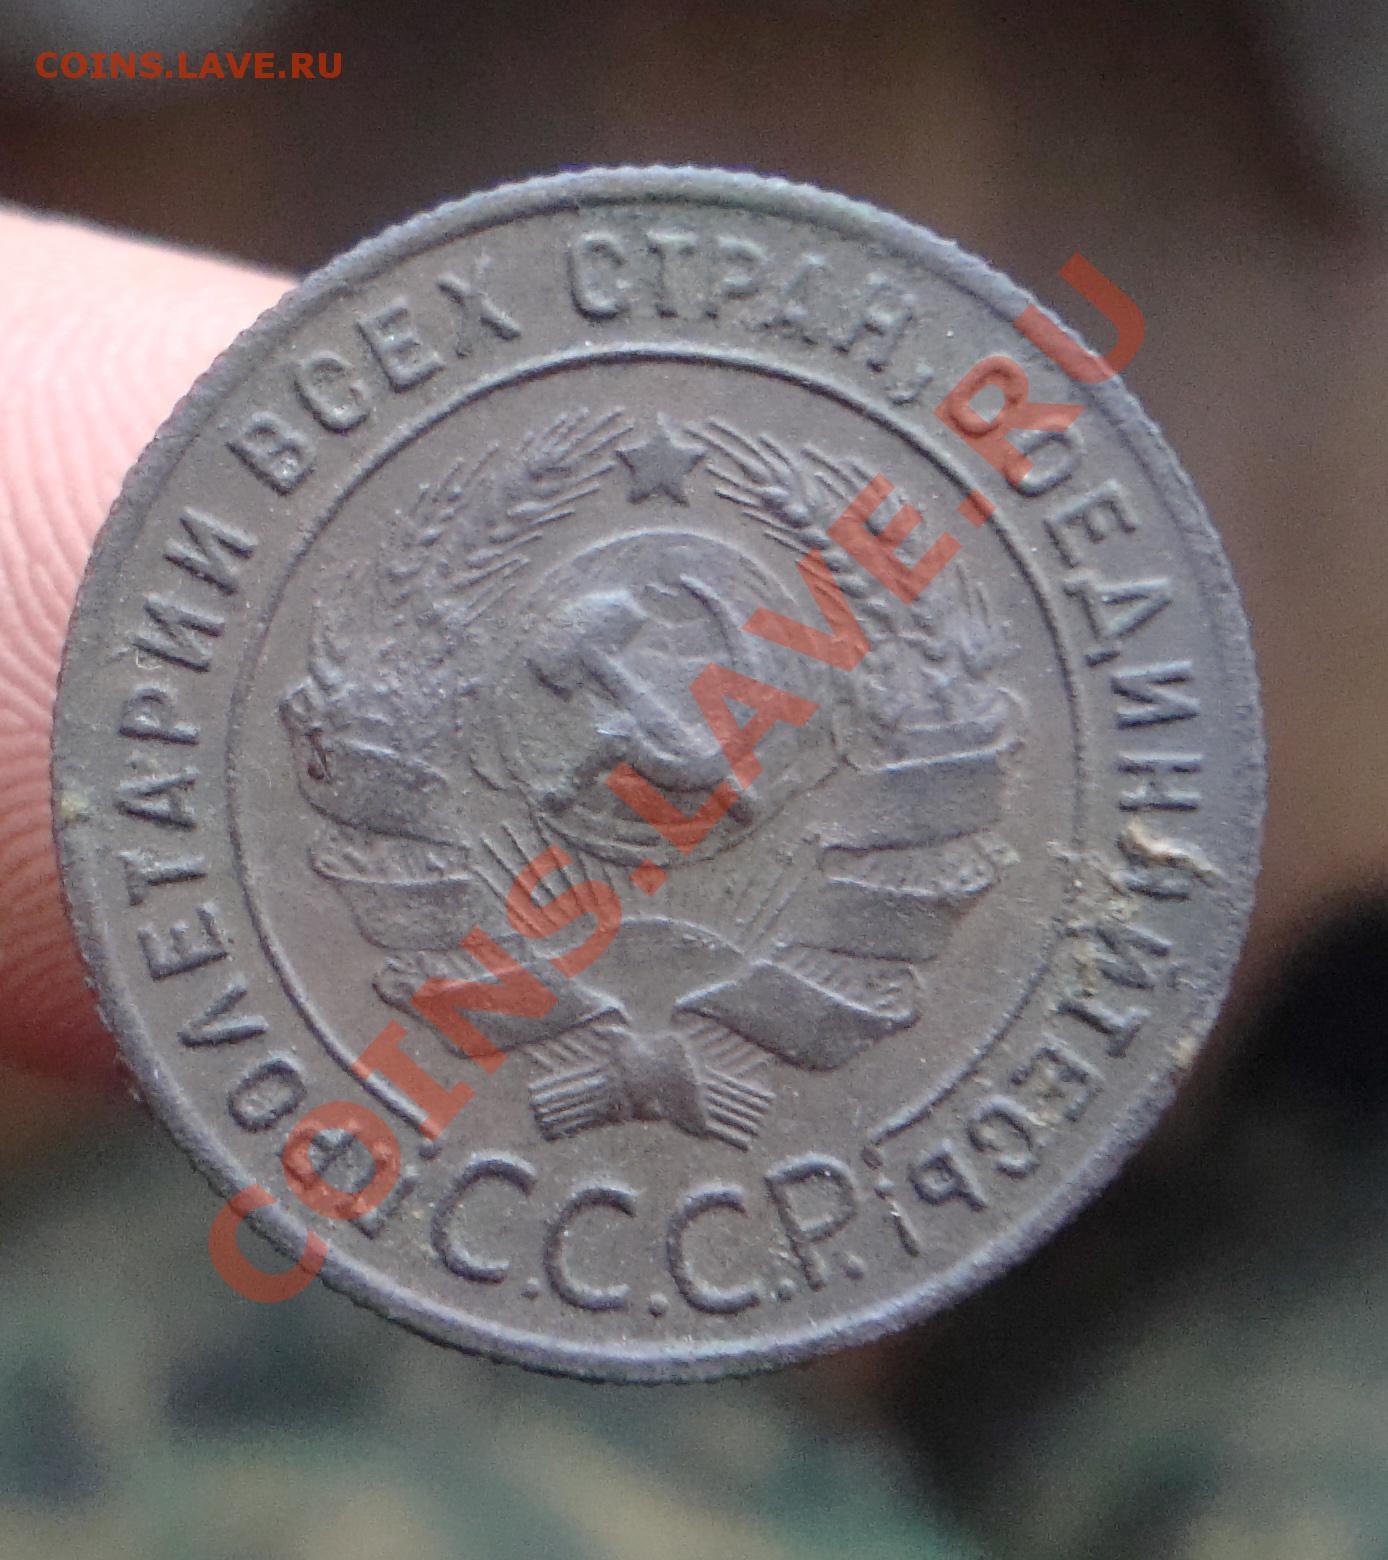 COINS.LAVE.RU
ПРОЛЕТАРИИ ВСЕХ СТРАН, СОЕДИНЯЙТЕСЬ!
С.С.С.Р.
COINS.LAVE.RU